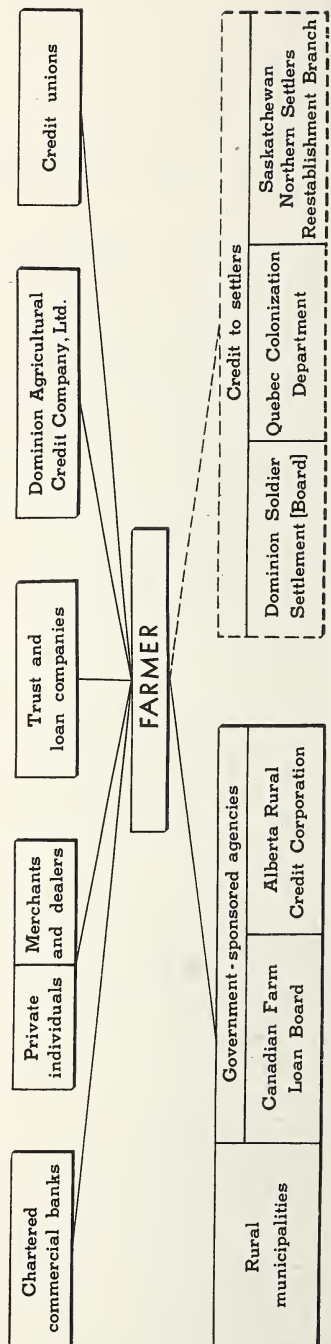 Chartered
commercial banks
Private
individuals
Merchants
and dealers
Trust and
loan companies
Dominion Agricultural
Credit Company, Ltd.
Credit unions
FARMER
Rural
municipalities
Government-sponsored agencies
Canadian Farm
Loan Board
Alberta Rural
Credit Corporation
Credit to settlers
Dominion Soldier
Settlement [Board]
Quebec Colonization
Department
Saskatchewan
Northern Settlers
Reestablishment Branch